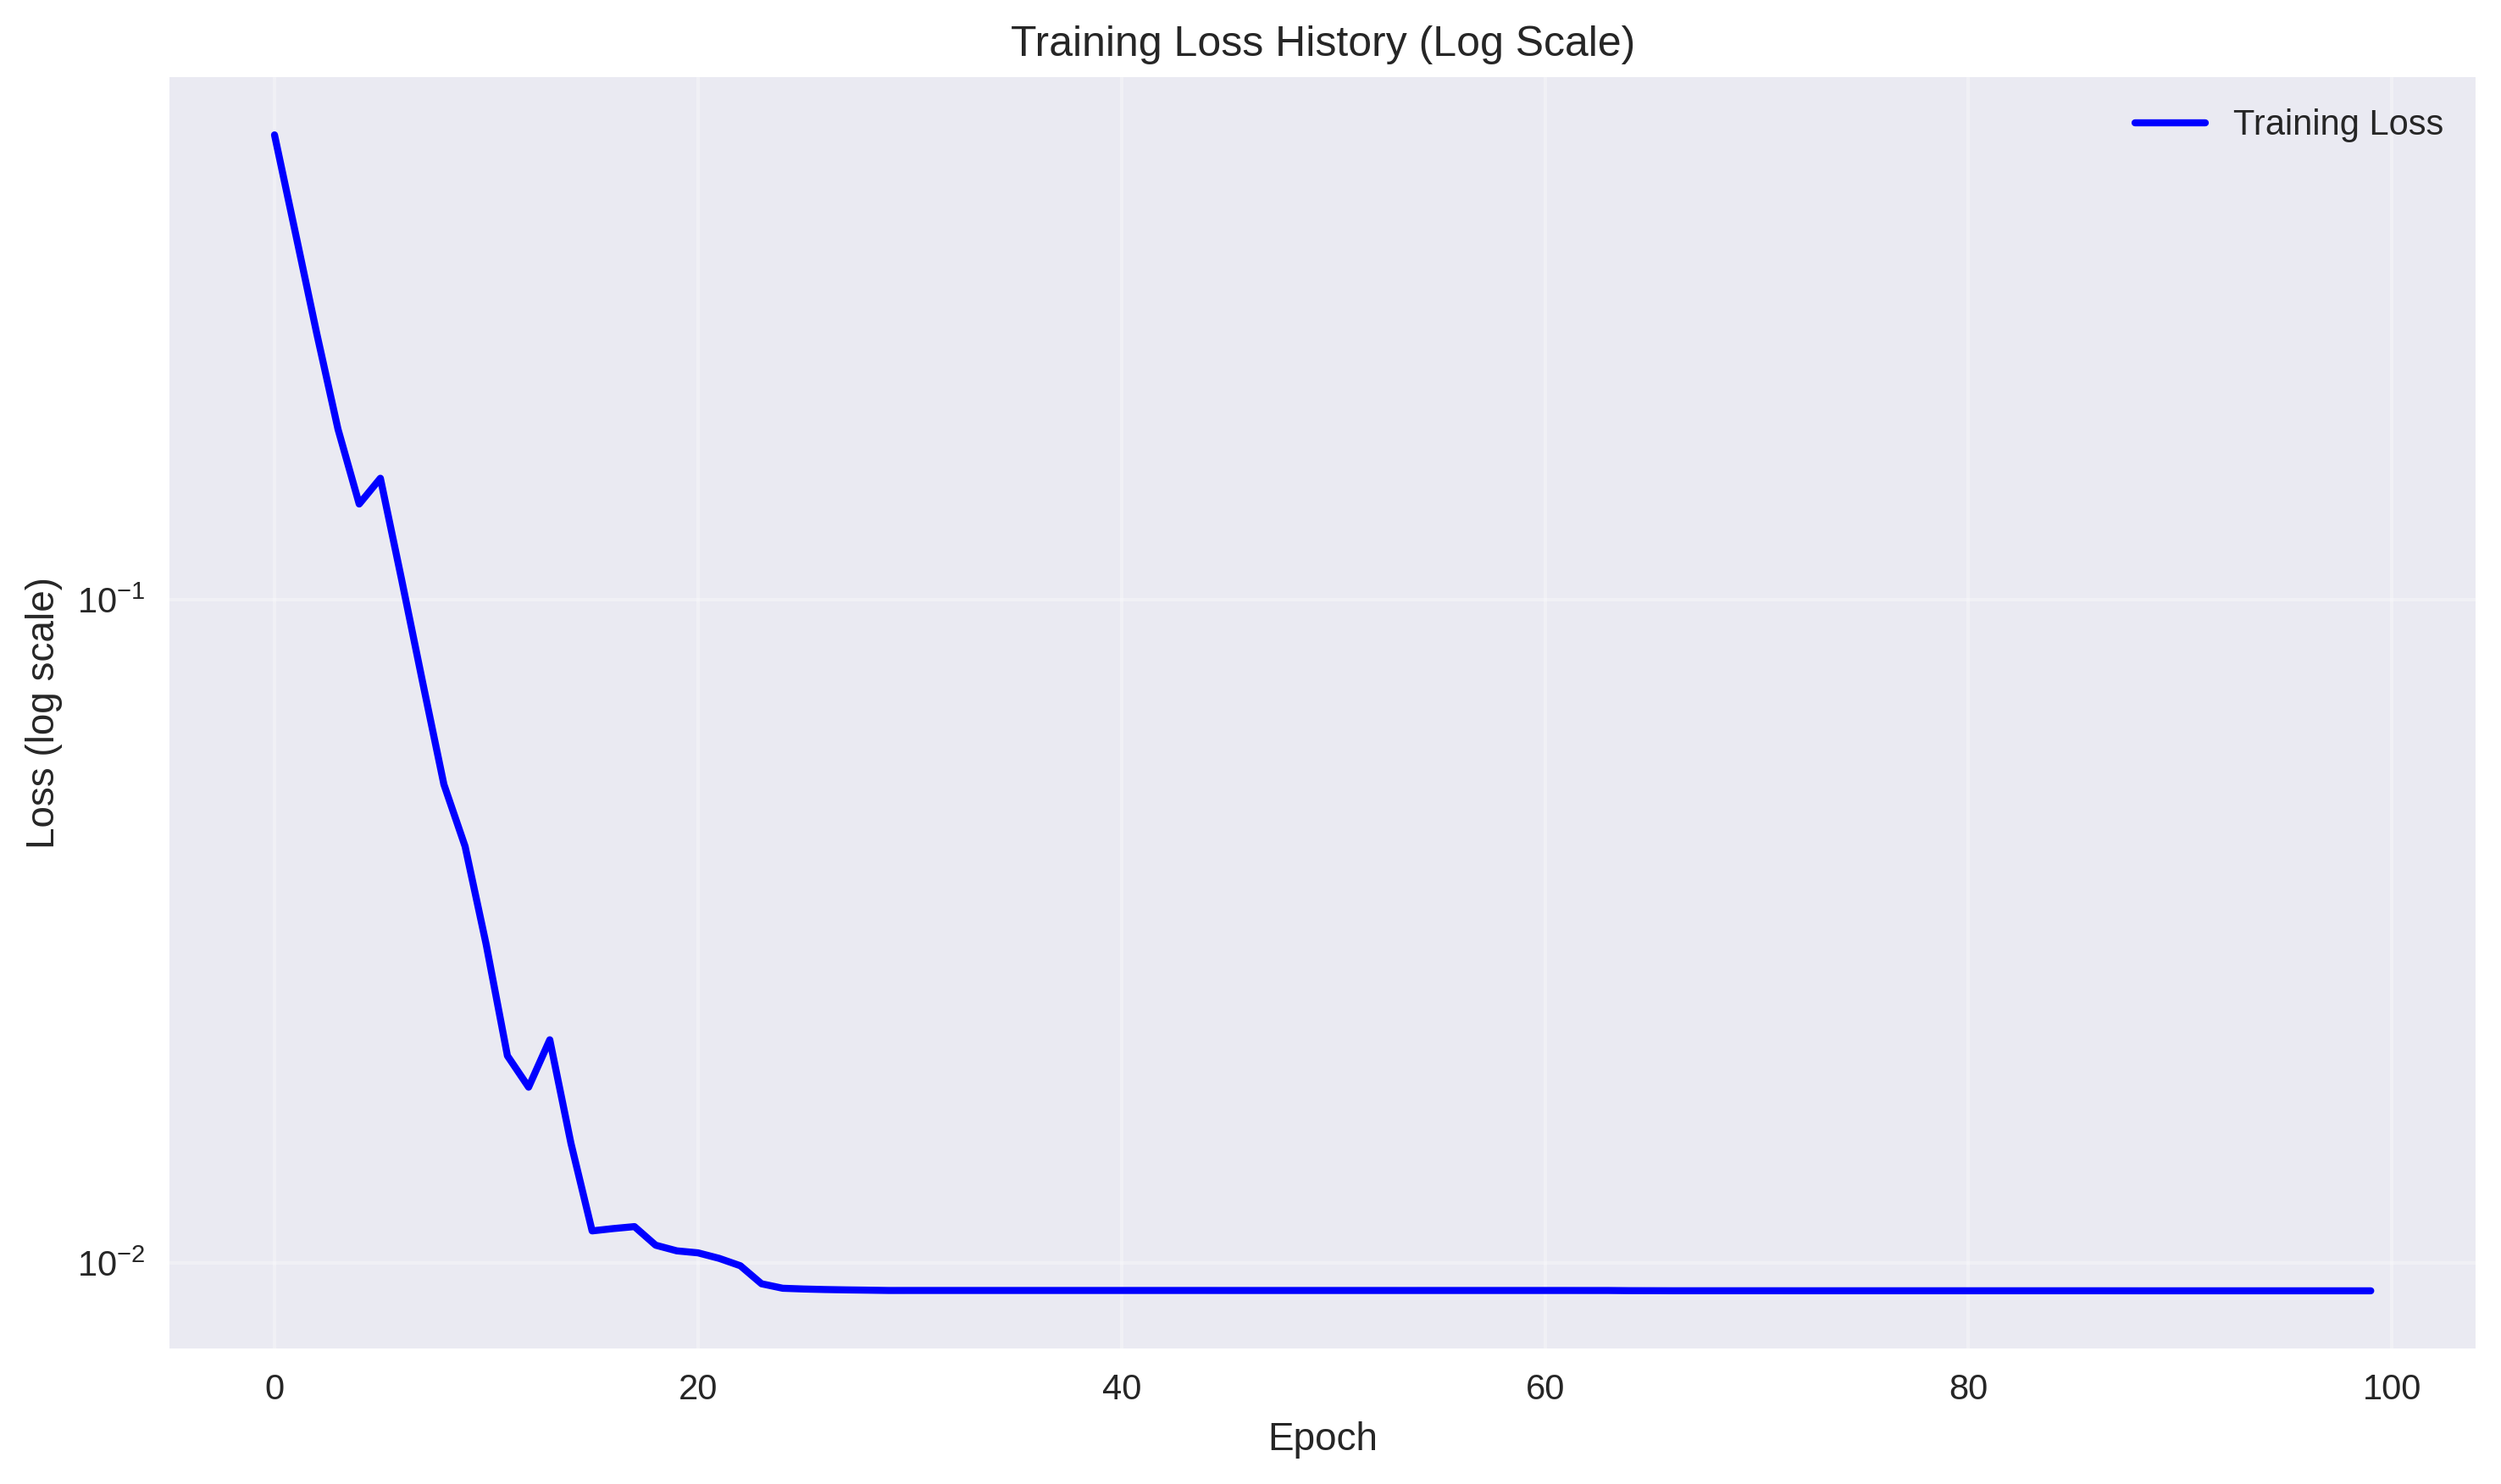 Training Loss History (Log Scale)
Training Loss
Loss (log scale)
10⁻¹
10⁻²
0 20 40 60 80 100
Epoch